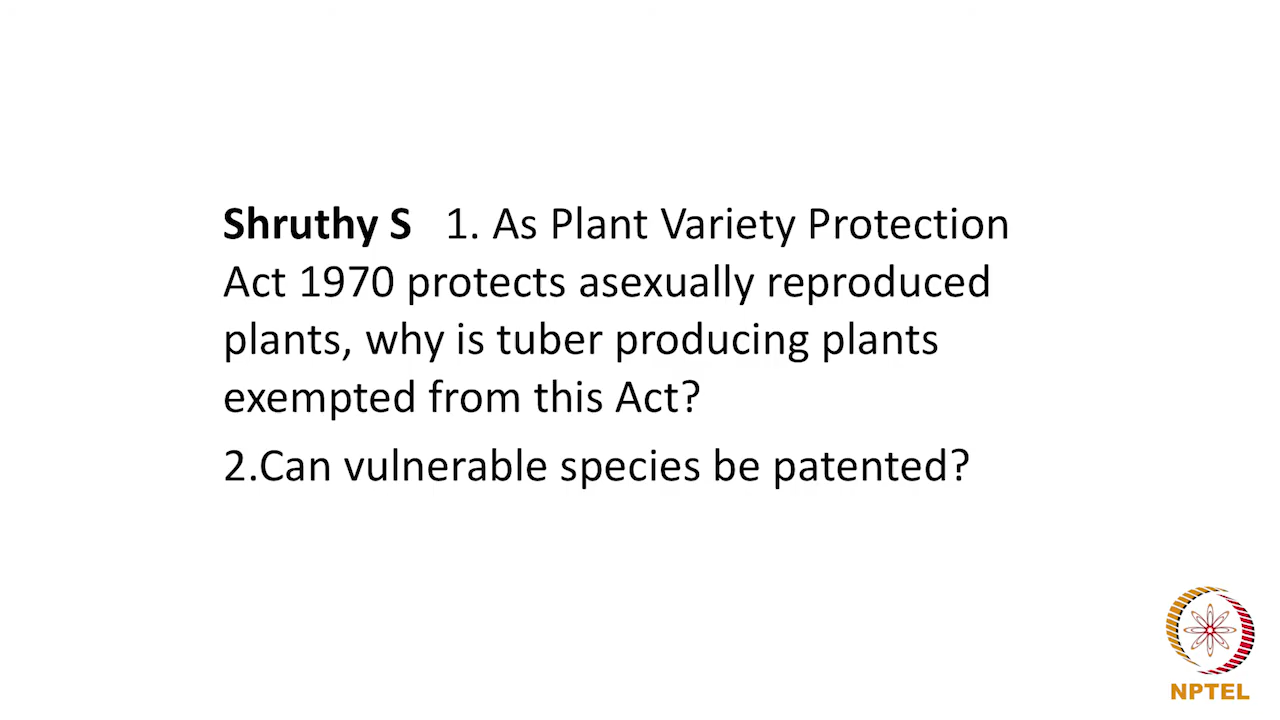 Shruthy S 1. As Plant Variety Protection
Act 1970 protects asexually reproduced
plants, why is tuber producing plants
exempted from this Act?
2.Can vulnerable species be patented?
NPTEL